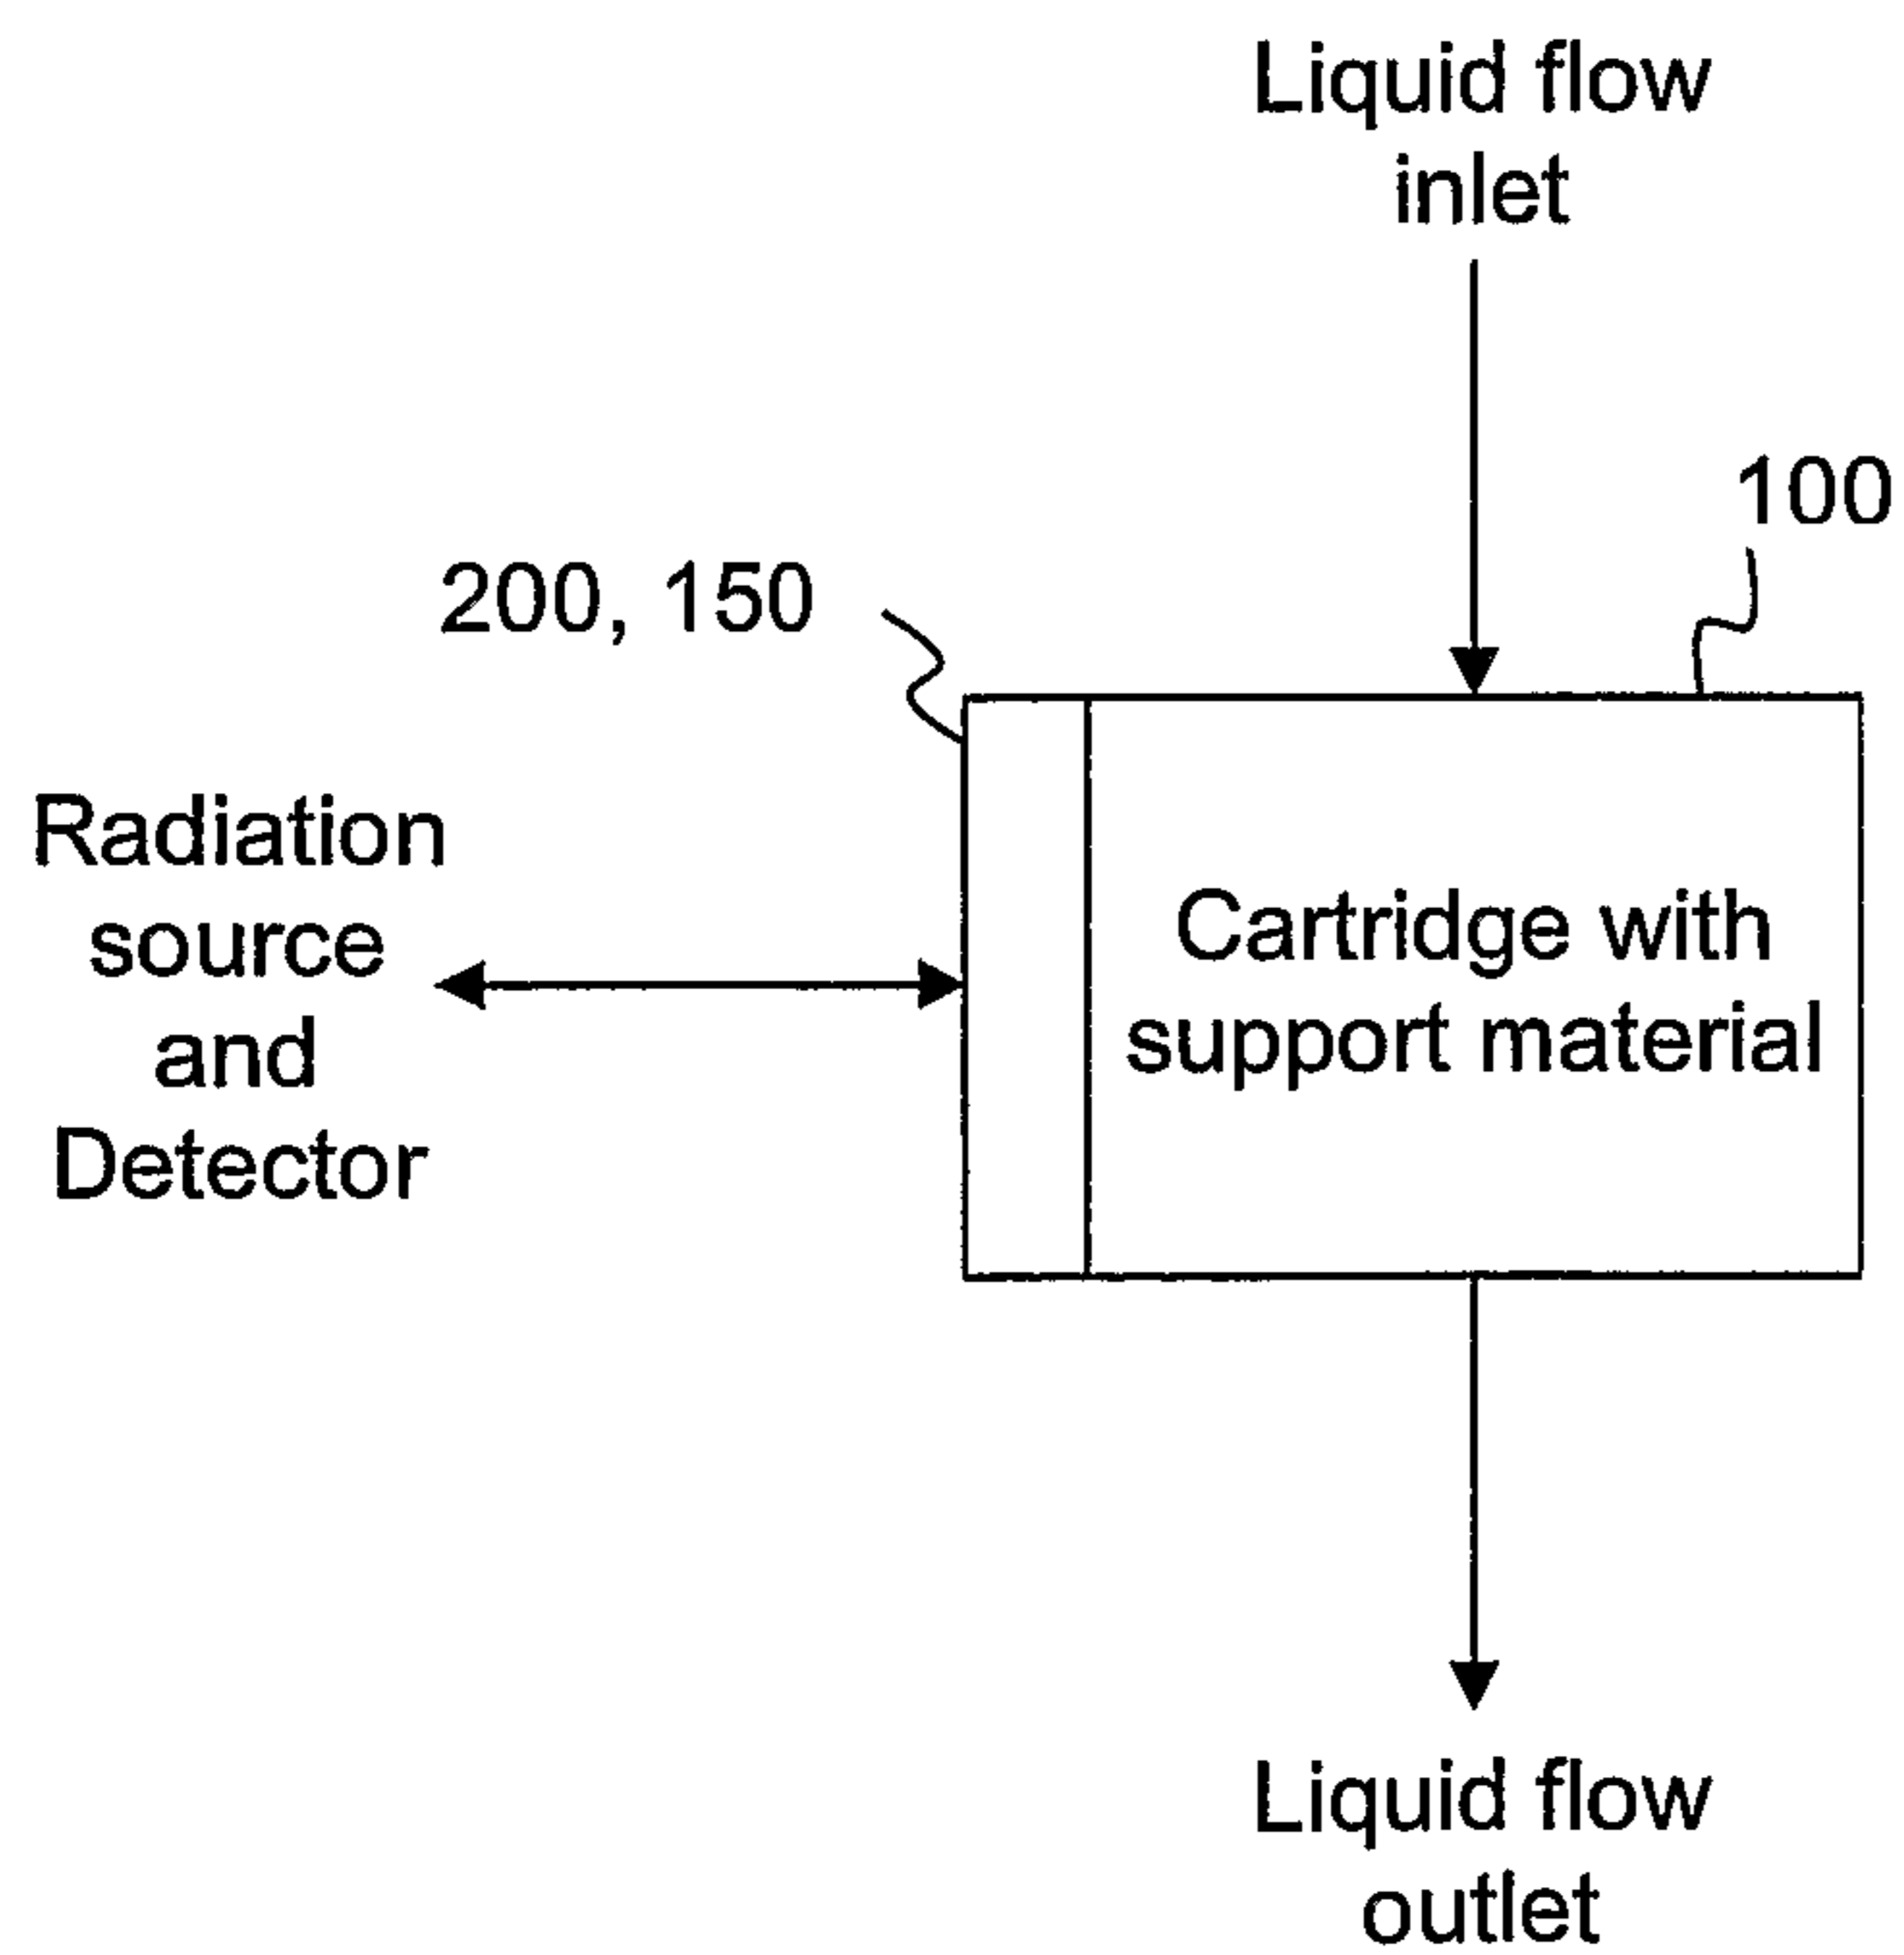 Liquid flow
inlet
100
200, 150
Radiation
source
and
Detector
Cartridge with
support material
Liquid flow
outlet